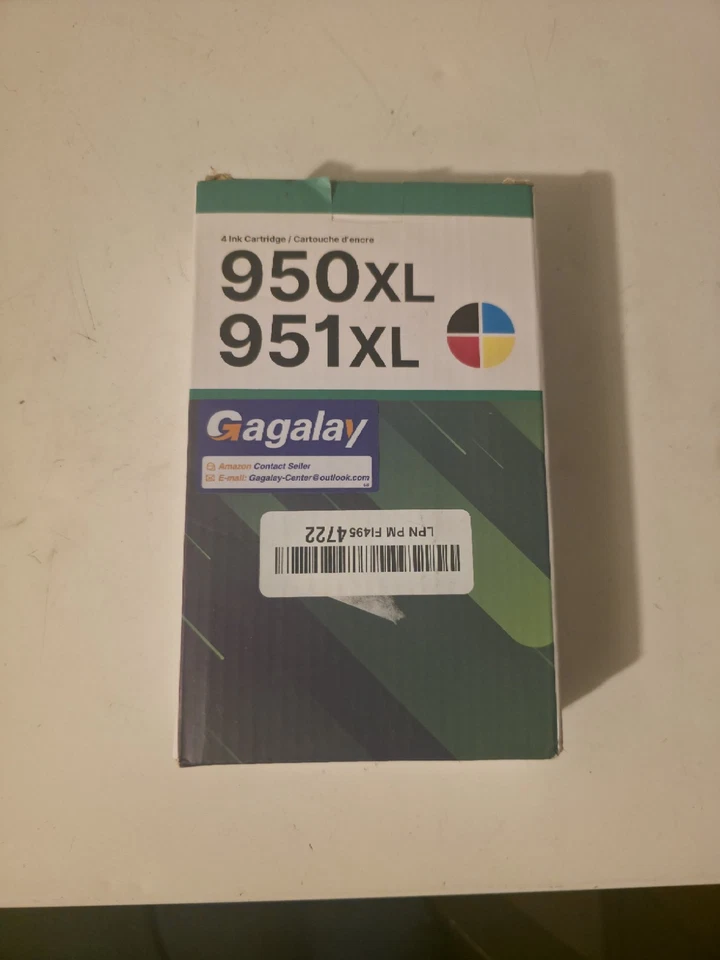 4 Ink Cartridge / Cartouche d'encre
950XL
951XL
Gagalay
Amazon Contact Seller
E-mail: Gagalay-Center@outlook.com
LPN PM FI4954722